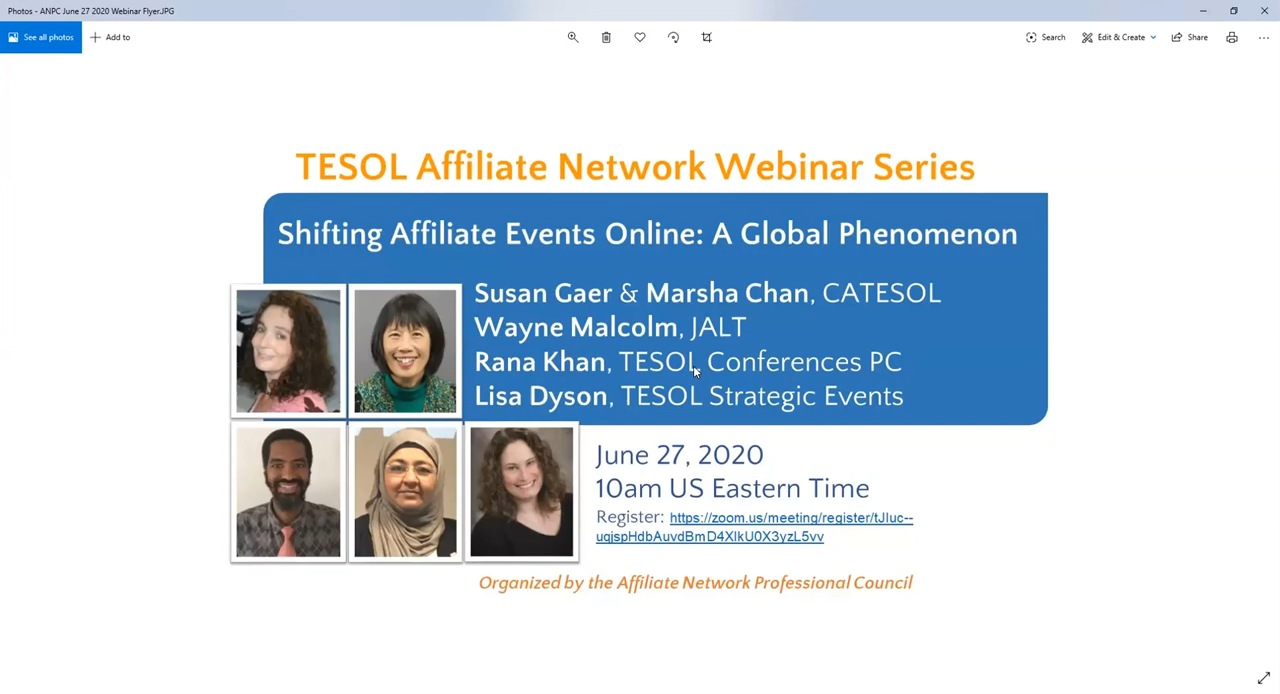 Photos - ANPC June 27 2020 Webinar Flyer.JPG
See all photos
Add to
Search
Edit & Create
Share
TESOL Affiliate Network Webinar Series
Shifting Affiliate Events Online: A Global Phenomenon
Susan Gaer & Marsha Chan, CATESOL
Wayne Malcolm, JALT
Rana Khan, TESOL Conferences PC
Lisa Dyson, TESOL Strategic Events
June 27, 2020
10am US Eastern Time
Register: https://zoom.us/meeting/register/tJIuc--
uqjspHdbAuvdBmD4XlkU0X3yzL5vv
Organized by the Affiliate Network Professional Council